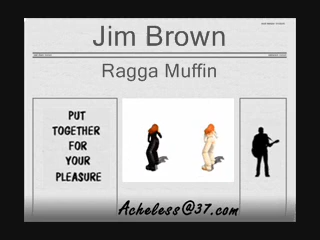 Jim Brown
Ragga Muffin
PUT
TOGETHER
FOR
YOUR
PLEASURE
Acheless@37.com